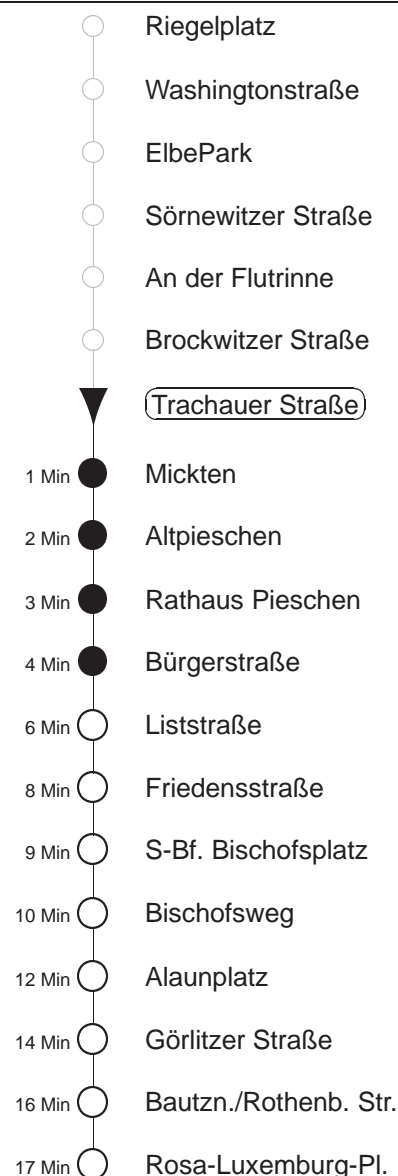 Riegelplatz
Washingtonstraße
ElbePark
Sörnewitzer Straße
An der Flutrinne
Brockwitzer Straße
Trachauer Straße
1 Min Mickten
2 Min Altpieschen
3 Min Rathaus Pieschen
4 Min Bürgerstraße
6 Min Liststraße
8 Min Friedensstraße
9 Min S-Bf. Bischofsplatz
10 Min Bischofsweg
12 Min Alaunplatz
14 Min Görlitzer Straße
16 Min Bautzn./Rothenb. Str.
17 Min Rosa-Luxemburg-Pl.